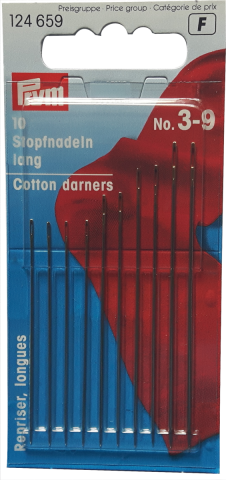 Preisgruppe · Price group · Catégorie de prix
124 659
F
Prym
10
Stopfnadeln
lang
No. 3-9
Cotton darners
Repriser, longues